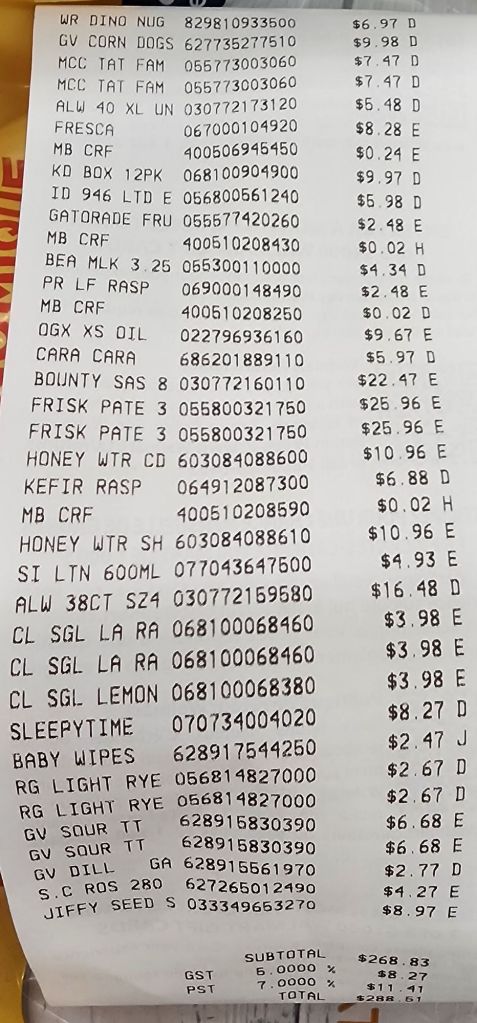 WR DINO NUG 829810933500 $6.97 D
GV CORN DOGS 627735277510 $9.98 D
MCC TAT FAM 055773003060 $7.47 D
MCC TAT FAM 055773003060 $7.47 D
ALW 40 XL UN 030772173120 $5.48 D
FRESCA 067000104920 $8.28 E
MB CRF 400506945450 $0.24 E
KD BOX 12PK 068100904900 $9.97 D
ID 946 LTD E 056800561240 $5.98 D
GATORADE FRU 055577420260 $2.48 E
MB CRF 400510208430 $0.02 H
BEA MLK 3.25 055300110000 $4.34 D
PR LF RASP 069000148490 $2.48 E
MB CRF 400510208250 $0.02 D
OGX XS OIL 022796936160 $9.67 E
CARA CARA 686201889110 $5.97 D
BOUNTY SAS 8 030772160110 $22.47 E
FRISK PATE 3 055800321750 $25.96 E
FRISK PATE 3 055800321750 $25.96 E
HONEY WTR CD 603084088600 $10.96 E
KEFIR RASP 064912087300 $6.88 D
MB CRF 400510208590 $0.02 H
HONEY WTR SH 603084088610 $10.96 E
SI LTN 600ML 077043647500 $4.93 E
ALW 38CT SZ4 030772159580 $16.48 D
CL SGL LA RA 068100068460 $3.98 E
CL SGL LA RA 068100068460 $3.98 E
CL SGL LEMON 068100068380 $3.98 E
SLEEPYTIME 070734004020 $8.27 D
BABY WIPES 628917544250 $2.47 J
RG LIGHT RYE 056814827000 $2.67 D
RG LIGHT RYE 056814827000 $2.67 D
GV SOUR TT 628915830390 $6.68 E
GV SOUR TT 628915830390 $6.68 E
GV DILL GA 628915561970 $2.77 D
S.C ROS 280 627265012490 $4.27 E
JIFFY SEED S 033349653270 $8.97 E
SUBTOTAL $268.83
GST 5.0000 % $8.27
PST 7.0000 % $11.41
TOTAL $288.51